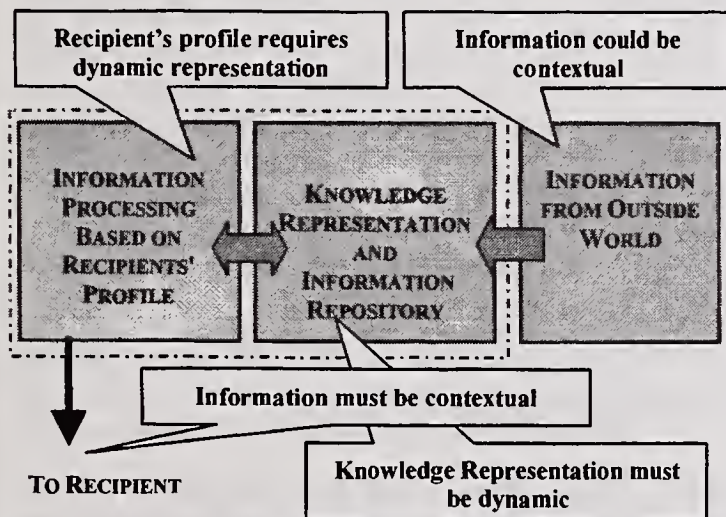 Recipient's profile requires
dynamic representation
Information could be
contextual
INFORMATION
PROCESSING
BASED ON
RECIPIENTS'
PROFILE
KNOWLEDGE
REPRESENTATION
AND
INFORMATION
REPOSITORY
INFORMATION
FROM OUTSIDE
WORLD
Information must be contextual
TO RECIPIENT
Knowledge Representation must
be dynamic